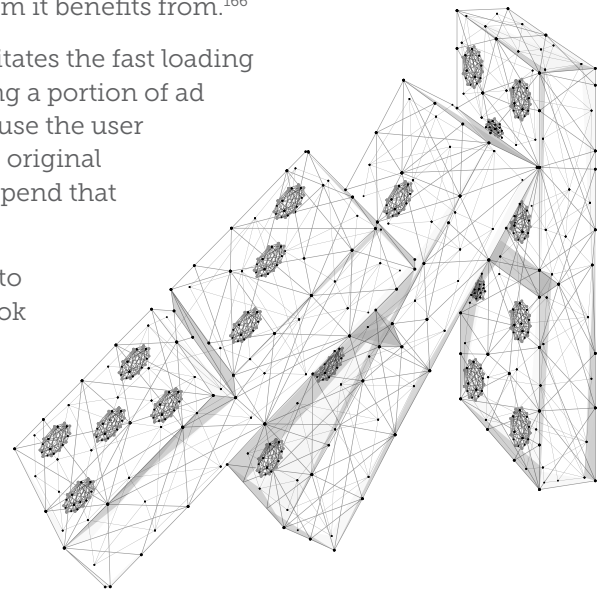 m it benefits from.166
itates the fast loading
ng a portion of ad
use the user
original
pend that
to
ok